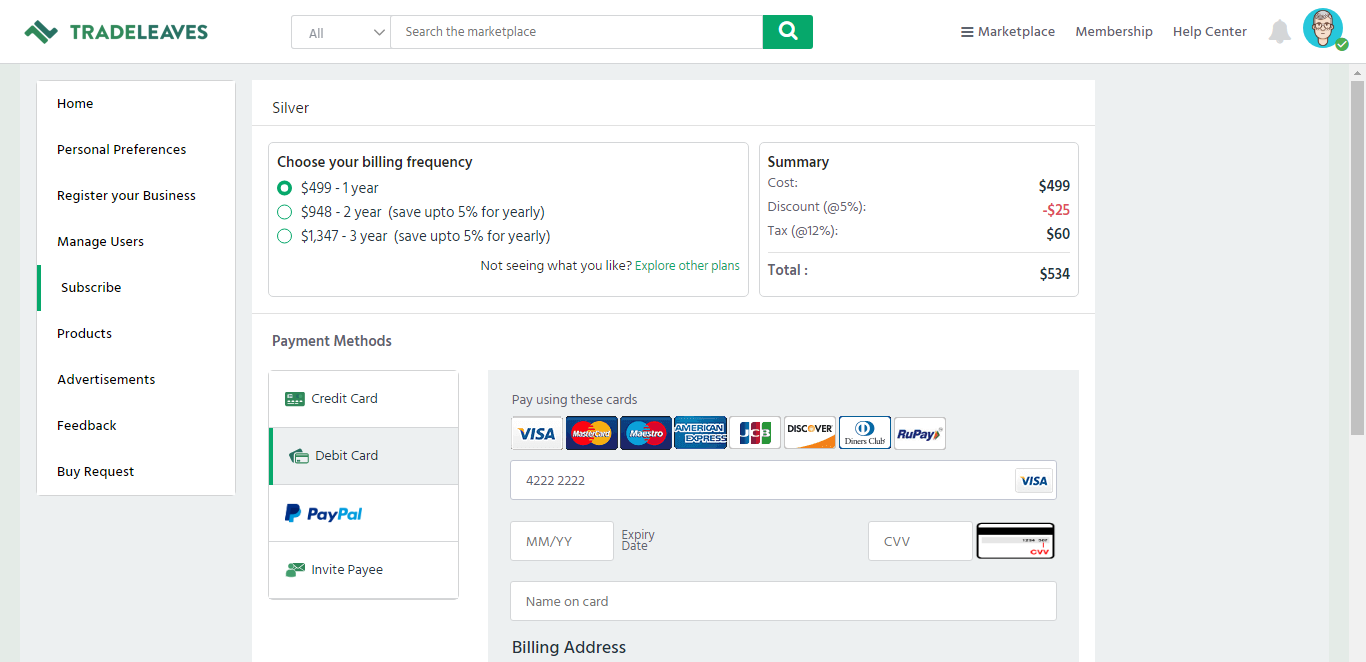 TRADELEAVES
All
Search the marketplace
Marketplace
Membership
Help Center
Home
Personal Preferences
Register your Business
Manage Users
Subscribe
Products
Advertisements
Feedback
Buy Request
Silver
Choose your billing frequency
$499 - 1 year
$948 - 2 year (save upto 5% for yearly)
$1,347 - 3 year (save upto 5% for yearly)
Not seeing what you like? Explore other plans
Summary
Cost: $499
Discount (@5%): -$25
Tax (@12%): $60
Total : $534
Payment Methods
Credit Card
Debit Card
PayPal
Invite Payee
Pay using these cards
VISA
MasterCard
Maestro
AMERICAN EXPRESS
JCB
DISCOVER
Diners Club
RuPay
4222 2222 VISA
MM/YY
Expiry
Date
CVV
CVV
Name on card
Billing Address